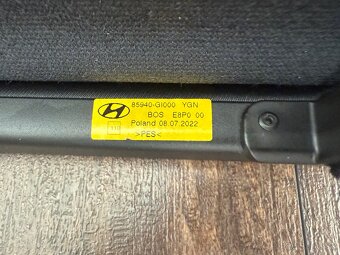 85940-GI000 YGN
BOS E8P0 00
Poland 08.07.2022
>PES<